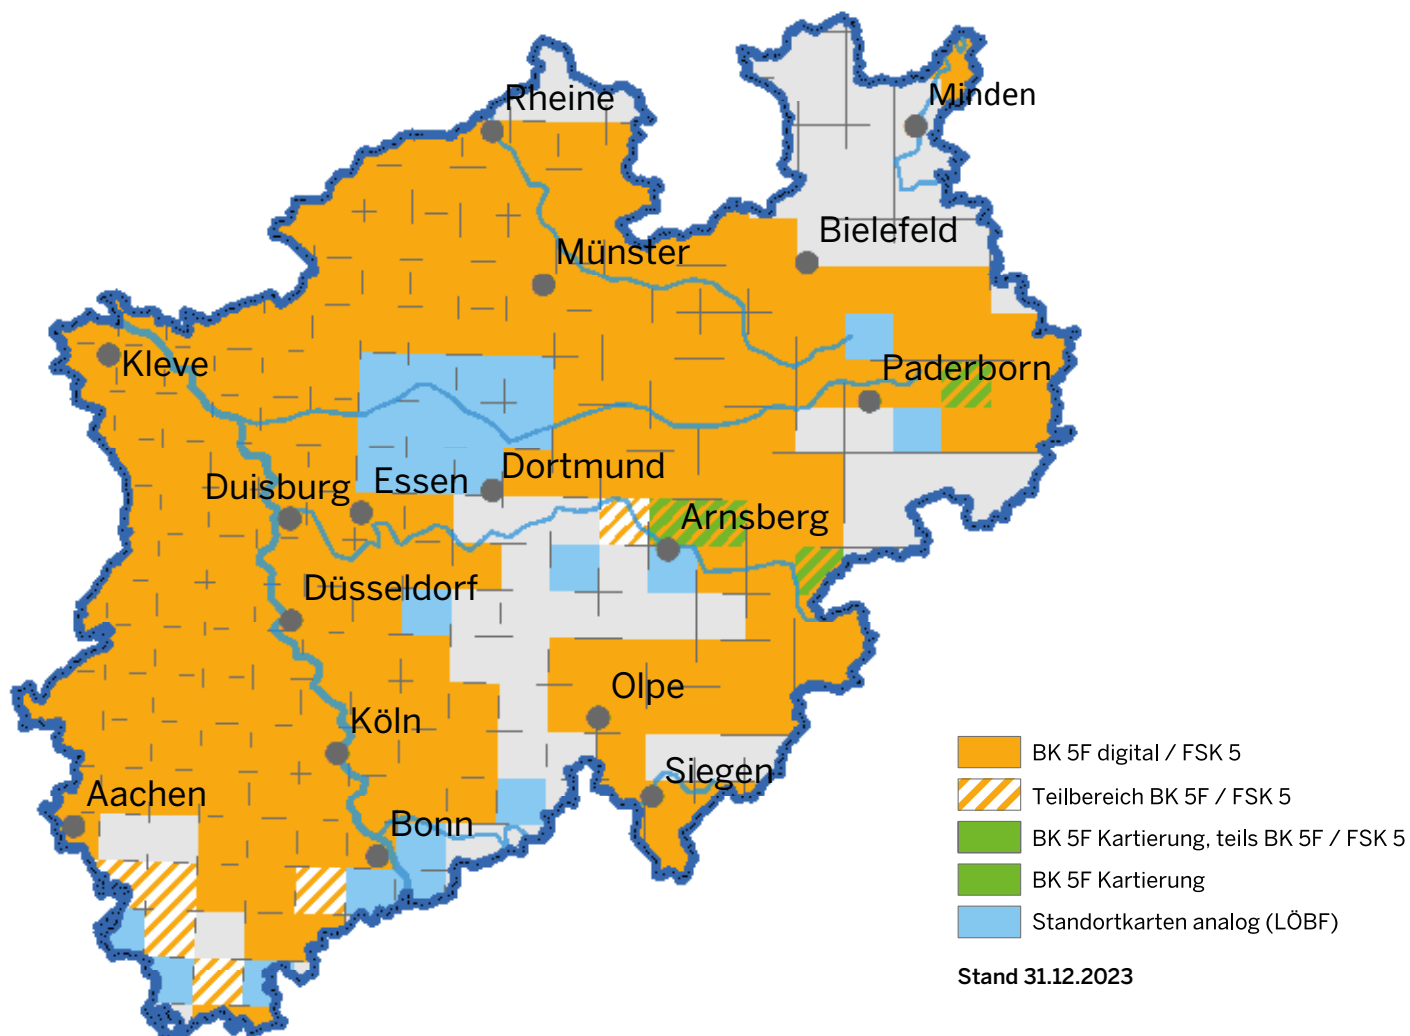 Rheine
Minden
Bielefeld
Münster
Kleve
Paderborn
Dortmund
Essen
Duisburg
Arnsberg
Düsseldorf
Olpe
Köln
Siegen
Aachen
Bonn
BK 5F digital / FSK 5
Teilbereich BK 5F / FSK 5
BK 5F Kartierung, teils BK 5F / FSK 5
BK 5F Kartierung
Standortkarten analog (LÖBF)
Stand 31.12.2023